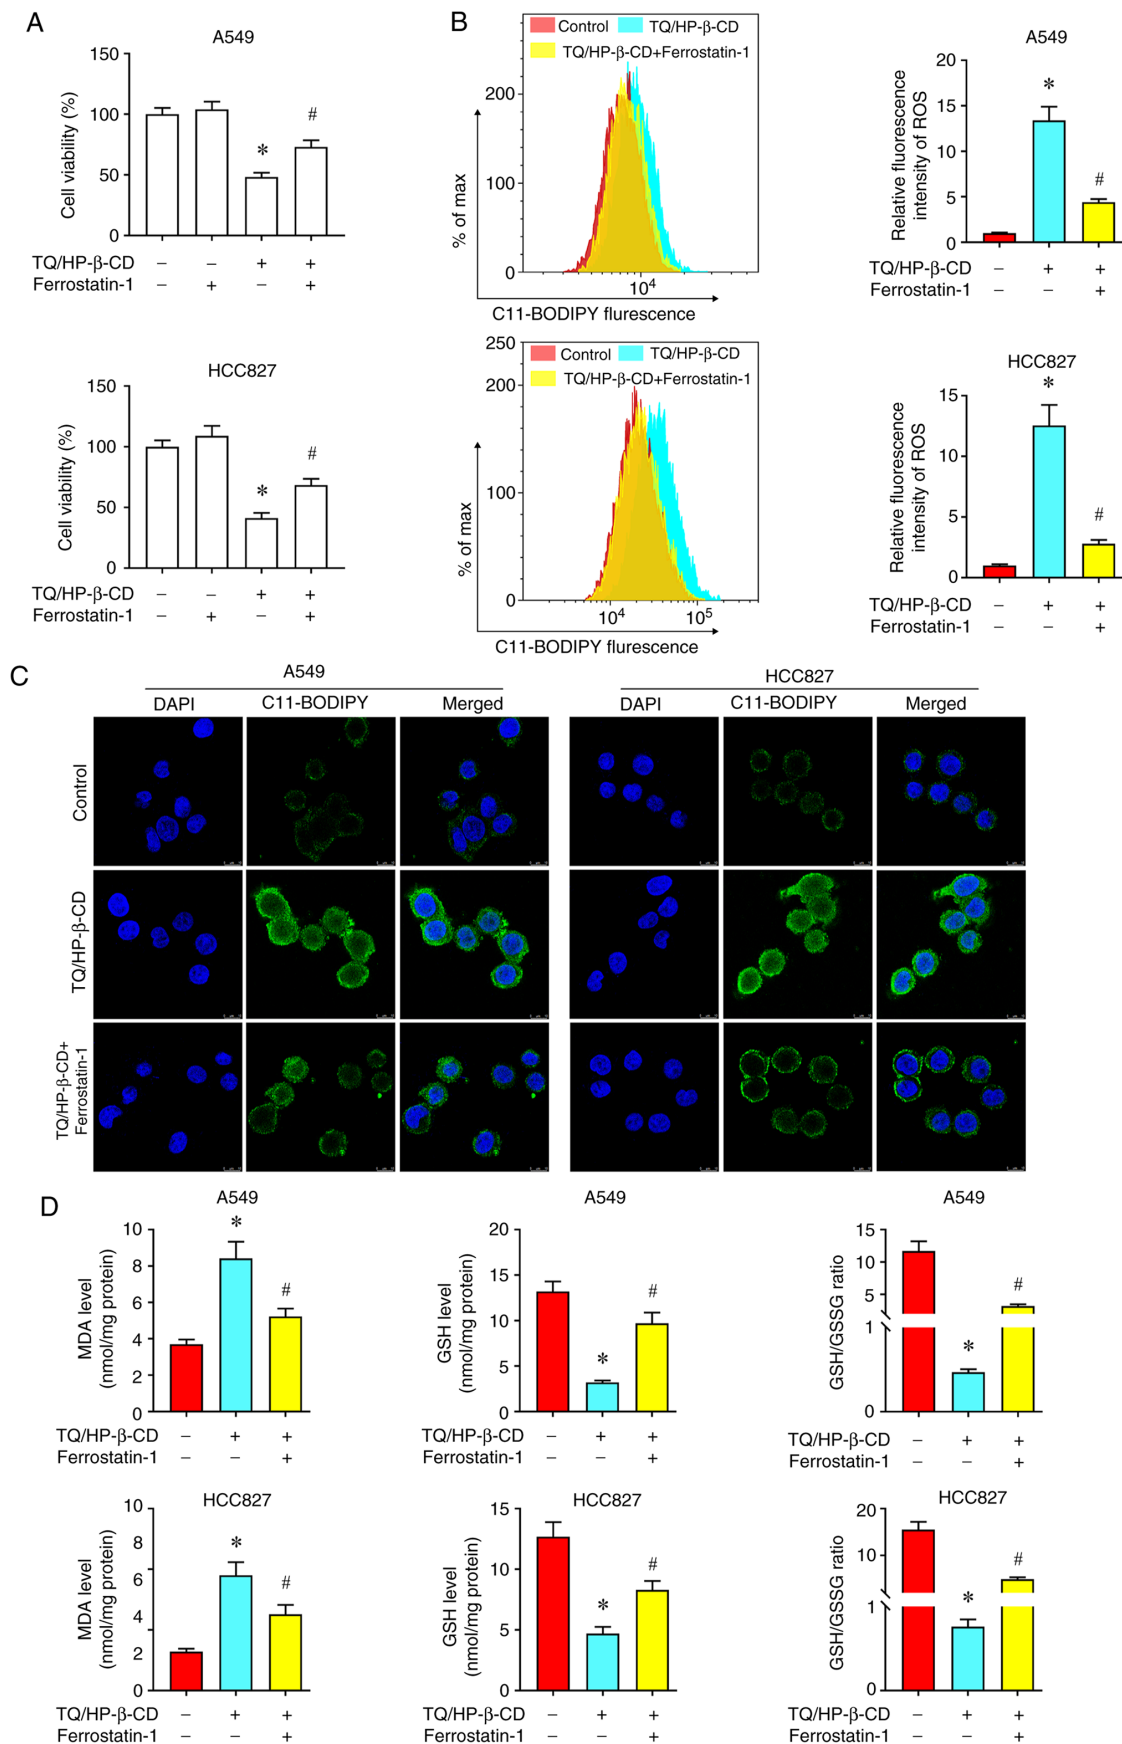 A
A549
Cell viability (%)
150
100
50
0
*
#
TQ/HP-β-CD − − + +
Ferrostatin-1 − + − +
HCC827
Cell viability (%)
150
100
50
0
*
#
TQ/HP-β-CD − − + +
Ferrostatin-1 − + − +
B
Control TQ/HP-β-CD
TQ/HP-β-CD+Ferrostatin-1
% of max
200
100
0
10⁴
C11-BODIPY flurescence
A549
Relative fluorescence
intensity of ROS
20
15
10
5
0
*
#
TQ/HP-β-CD − + +
Ferrostatin-1 − − +
Control TQ/HP-β-CD
TQ/HP-β-CD+Ferrostatin-1
% of max
250
200
100
0
10⁴ 10⁵
C11-BODIPY flurescence
HCC827
Relative fluorescence
intensity of ROS
15
10
5
0
*
#
TQ/HP-β-CD − + +
Ferrostatin-1 − − +
C
A549 HCC827
DAPI C11-BODIPY Merged DAPI C11-BODIPY Merged
Control
TQ/HP-β-CD
TQ/HP-β-CD+
Ferrostatin-1
D
A549
MDA level
(nmol/mg protein)
10
8
6
4
2
0
*
#
TQ/HP-β-CD − + +
Ferrostatin-1 − − +
A549
GSH level
(nmol/mg protein)
20
15
10
5
0
*
#
TQ/HP-β-CD − + +
Ferrostatin-1 − − +
A549
GSH/GSSG ratio
15
10
5
1
0
*
#
TQ/HP-β-CD − + +
Ferrostatin-1 − − +
HCC827
MDA level
(nmol/mg protein)
10
8
6
4
2
0
*
#
TQ/HP-β-CD − + +
Ferrostatin-1 − − +
HCC827
GSH level
(nmol/mg protein)
15
10
5
0
*
#
TQ/HP-β-CD − + +
Ferrostatin-1 − − +
HCC827
GSH/GSSG ratio
20
10
1
0
*
#
TQ/HP-β-CD − + +
Ferrostatin-1 − − +